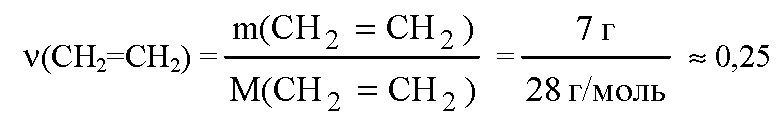 ν(CH₂=CH₂) = m(CH₂ = CH₂) / M(CH₂ = CH₂) = 7 г / 28 г/моль ≈ 0,25